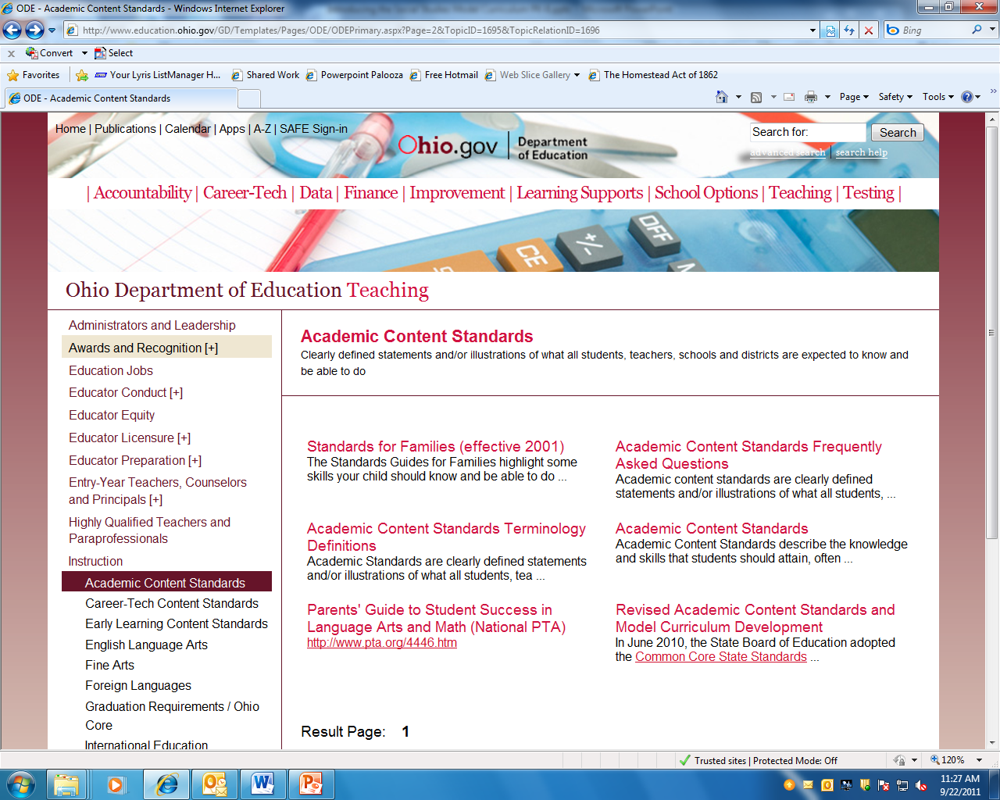 ODE - Academic Content Standards - Windows Internet Explorer
http://www.education.ohio.gov/GD/Templates/Pages/ODE/ODEPrimary.aspx?Page=2&TopicID=1695&TopicRelationID=1696
Bing
x Convert Select
Favorites Your Lyris ListManager H... Shared Work Powerpoint Palooza Free Hotmail Web Slice Gallery The Homestead Act of 1862
ODE - Academic Content Standards
Page Safety Tools
Home | Publications | Calendar | Apps | A-Z | SAFE Sign-in
Ohio.gov | Department of Education
Search for: Search
advanced search | search help
| Accountability | Career-Tech | Data | Finance | Improvement | Learning Supports | School Options | Teaching | Testing |
CE +/- OFF
Ohio Department of Education Teaching
Administrators and Leadership
Awards and Recognition [+]
Education Jobs
Educator Conduct [+]
Educator Equity
Educator Licensure [+]
Educator Preparation [+]
Entry-Year Teachers, Counselors
and Principals [+]
Highly Qualified Teachers and
Paraprofessionals
Instruction
Academic Content Standards
Career-Tech Content Standards
Early Learning Content Standards
English Language Arts
Fine Arts
Foreign Languages
Graduation Requirements / Ohio
Core
International Education
Academic Content Standards
Clearly defined statements and/or illustrations of what all students, teachers, schools and districts are expected to know and
be able to do
Standards for Families (effective 2001)
The Standards Guides for Families highlight some
skills your child should know and be able to do ...
Academic Content Standards Frequently
Asked Questions
Academic content standards are clearly defined
statements and/or illustrations of what all students, ...
Academic Content Standards Terminology
Definitions
Academic Standards are clearly defined statements
and/or illustrations of what all students, tea ...
Academic Content Standards
Academic Content Standards describe the knowledge
and skills that students should attain, often ...
Parents' Guide to Student Success in
Language Arts and Math (National PTA)
http://www.pta.org/4446.htm
Revised Academic Content Standards and
Model Curriculum Development
In June 2010, the State Board of Education adopted
the Common Core State Standards ...
Result Page: 1
Trusted sites | Protected Mode: Off
120%
11:27 AM
9/22/2011